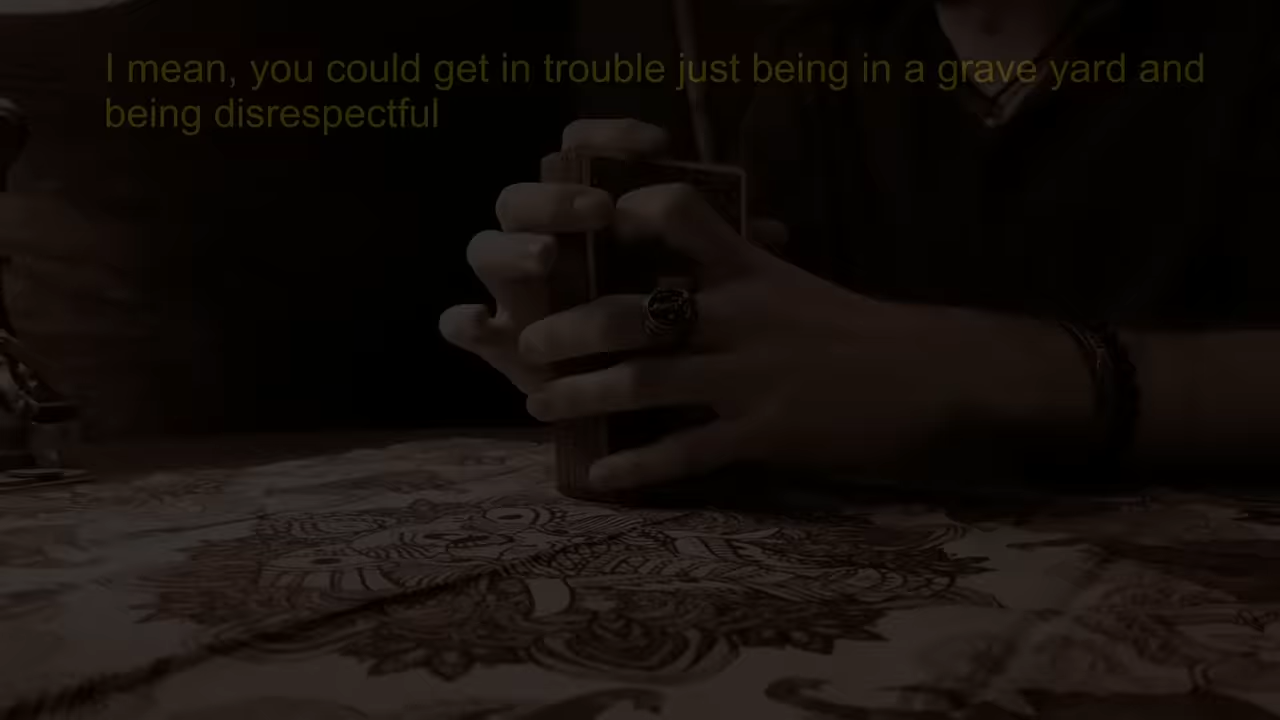 I mean, you could get in trouble just being in a grave yard and
being disrespectful